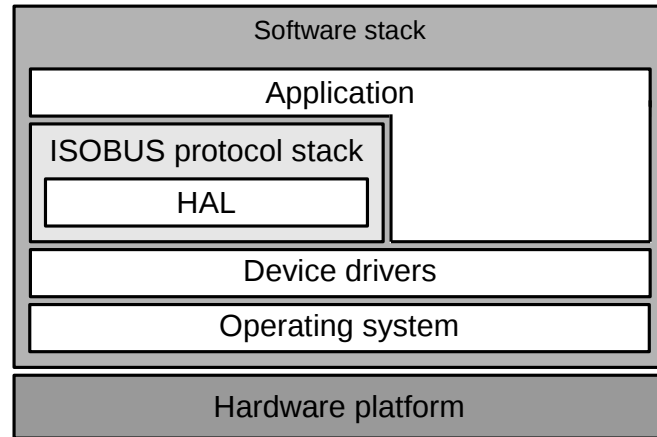 Software stack
Application
ISOBUS protocol stack
HAL
Device drivers
Operating system
Hardware platform